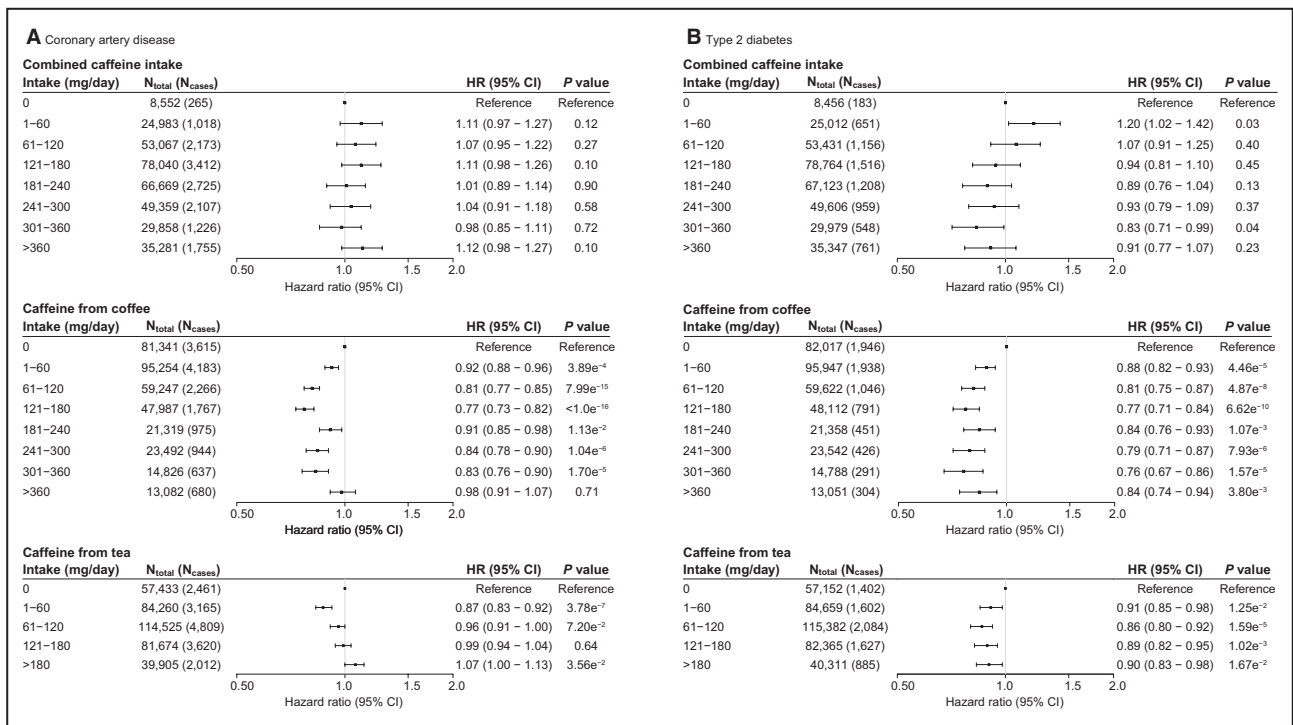 A Coronary artery disease
Combined caffeine intake
Intake (mg/day) Ntotal (Ncases) HR (95% CI) P value
0 8,552 (265) Reference Reference
1−60 24,983 (1,018) 1.11 (0.97 − 1.27) 0.12
61−120 53,067 (2,173) 1.07 (0.95 − 1.22) 0.27
121−180 78,040 (3,412) 1.11 (0.98 − 1.26) 0.10
181−240 66,669 (2,725) 1.01 (0.89 − 1.14) 0.90
241−300 49,359 (2,107) 1.04 (0.91 − 1.18) 0.58
301−360 29,858 (1,226) 0.98 (0.85 − 1.11) 0.72
>360 35,281 (1,755) 1.12 (0.98 − 1.27) 0.10
0.50 1.0 1.5 2.0
Hazard ratio (95% CI)
Caffeine from coffee
Intake (mg/day) Ntotal (Ncases) HR (95% CI) P value
0 81,341 (3,615) Reference Reference
1−60 95,254 (4,183) 0.92 (0.88 − 0.96) 3.89e⁻⁴
61−120 59,247 (2,266) 0.81 (0.77 − 0.85) 7.99e⁻¹⁵
121−180 47,987 (1,767) 0.77 (0.73 − 0.82) <1.0e⁻¹⁶
181−240 21,319 (975) 0.91 (0.85 − 0.98) 1.13e⁻²
241−300 23,492 (944) 0.84 (0.78 − 0.90) 1.04e⁻⁶
301−360 14,826 (637) 0.83 (0.76 − 0.90) 1.70e⁻⁵
>360 13,082 (680) 0.98 (0.91 − 1.07) 0.71
0.50 1.0 1.5 2.0
Hazard ratio (95% CI)
Caffeine from tea
Intake (mg/day) Ntotal (Ncases) HR (95% CI) P value
0 57,433 (2,461) Reference Reference
1−60 84,260 (3,165) 0.87 (0.83 − 0.92) 3.78e⁻⁷
61−120 114,525 (4,809) 0.96 (0.91 − 1.00) 7.20e⁻²
121−180 81,674 (3,620) 0.99 (0.94 − 1.04) 0.64
>180 39,905 (2,012) 1.07 (1.00 − 1.13) 3.56e⁻²
0.50 1.0 1.5 2.0
Hazard ratio (95% CI)
B Type 2 diabetes
Combined caffeine intake
Intake (mg/day) Ntotal (Ncases) HR (95% CI) P value
0 8,456 (183) Reference Reference
1−60 25,012 (651) 1.20 (1.02 − 1.42) 0.03
61−120 53,431 (1,156) 1.07 (0.91 − 1.25) 0.40
121−180 78,764 (1,516) 0.94 (0.81 − 1.10) 0.45
181−240 67,123 (1,208) 0.89 (0.76 − 1.04) 0.13
241−300 49,606 (959) 0.93 (0.79 − 1.09) 0.37
301−360 29,979 (548) 0.83 (0.71 − 0.99) 0.04
>360 35,347 (761) 0.91 (0.77 − 1.07) 0.23
0.50 1.0 1.5 2.0
Hazard ratio (95% CI)
Caffeine from coffee
Intake (mg/day) Ntotal (Ncases) HR (95% CI) P value
0 82,017 (1,946) Reference Reference
1−60 95,947 (1,938) 0.88 (0.82 − 0.93) 4.46e⁻⁵
61−120 59,622 (1,046) 0.81 (0.75 − 0.87) 4.87e⁻⁸
121−180 48,112 (791) 0.77 (0.71 − 0.84) 6.62e⁻¹⁰
181−240 21,358 (451) 0.84 (0.76 − 0.93) 1.07e⁻³
241−300 23,542 (426) 0.79 (0.71 − 0.87) 7.93e⁻⁶
301−360 14,788 (291) 0.76 (0.67 − 0.86) 1.57e⁻⁵
>360 13,051 (304) 0.84 (0.74 − 0.94) 3.80e⁻³
0.50 1.0 1.5 2.0
Hazard ratio (95% CI)
Caffeine from tea
Intake (mg/day) Ntotal (Ncases) HR (95% CI) P value
0 57,152 (1,402) Reference Reference
1−60 84,659 (1,602) 0.91 (0.85 − 0.98) 1.25e⁻²
61−120 115,382 (2,084) 0.86 (0.80 − 0.92) 1.59e⁻⁵
121−180 82,365 (1,627) 0.89 (0.82 − 0.95) 1.02e⁻³
>180 40,311 (885) 0.90 (0.83 − 0.98) 1.67e⁻²
0.50 1.0 1.5 2.0
Hazard ratio (95% CI)